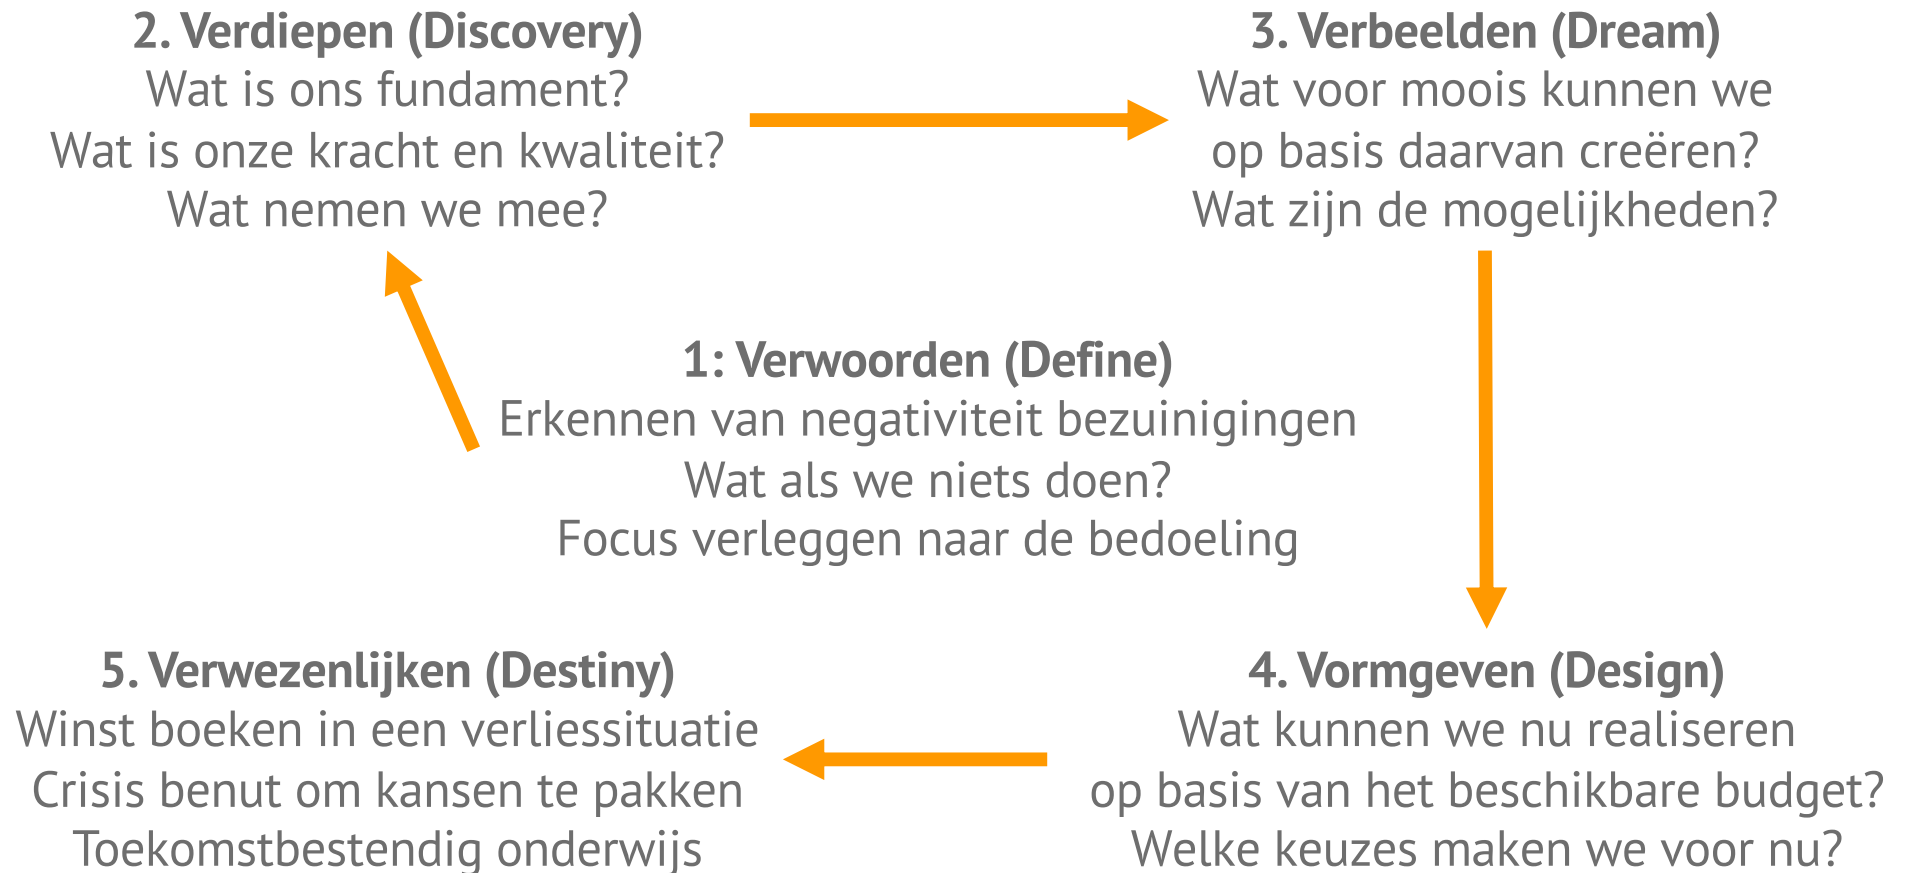 2. Verdiepen (Discovery)
Wat is ons fundament?
Wat is onze kracht en kwaliteit?
Wat nemen we mee?
3. Verbeelden (Dream)
Wat voor moois kunnen we
op basis daarvan creëren?
Wat zijn de mogelijkheden?
1: Verwoorden (Define)
Erkennen van negativiteit bezuinigingen
Wat als we niets doen?
Focus verleggen naar de bedoeling
5. Verwezenlijken (Destiny)
Winst boeken in een verliessituatie
Crisis benut om kansen te pakken
Toekomstbestendig onderwijs
4. Vormgeven (Design)
Wat kunnen we nu realiseren
op basis van het beschikbare budget?
Welke keuzes maken we voor nu?